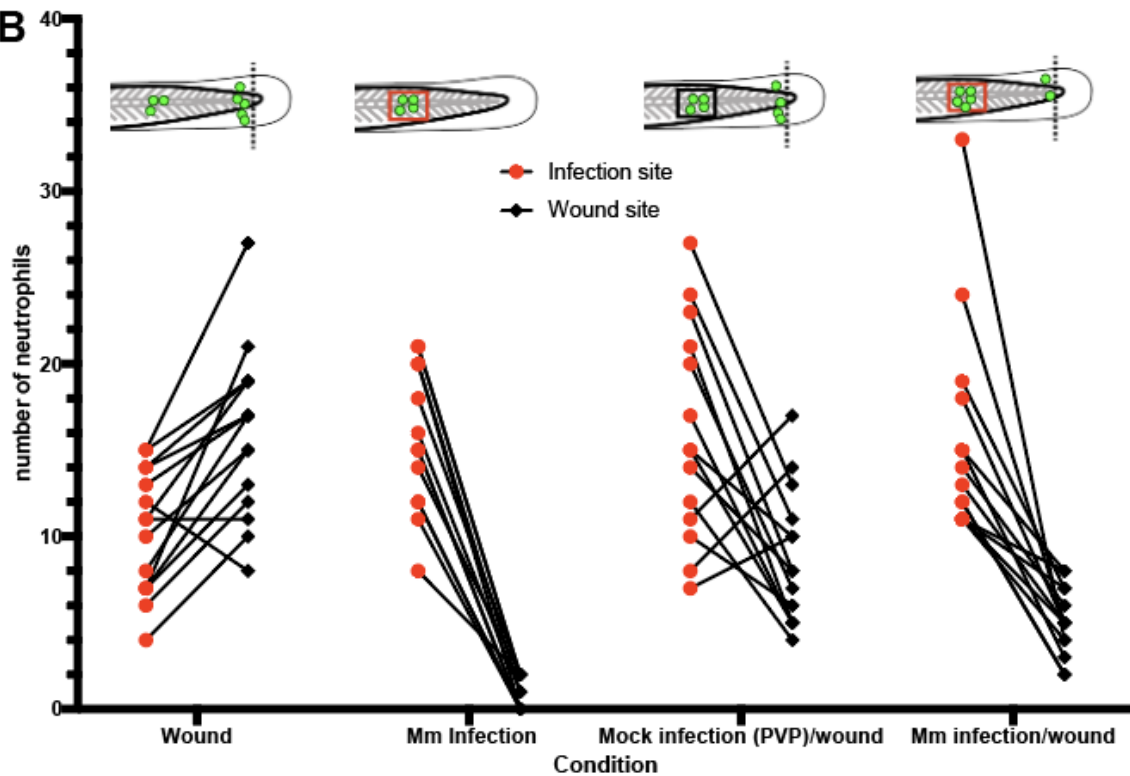 B
40
30
20
10
0
number of neutrophils
Infection site
Wound site
Wound
Mm Infection
Mock infection (PVP)/wound
Mm infection/wound
Condition